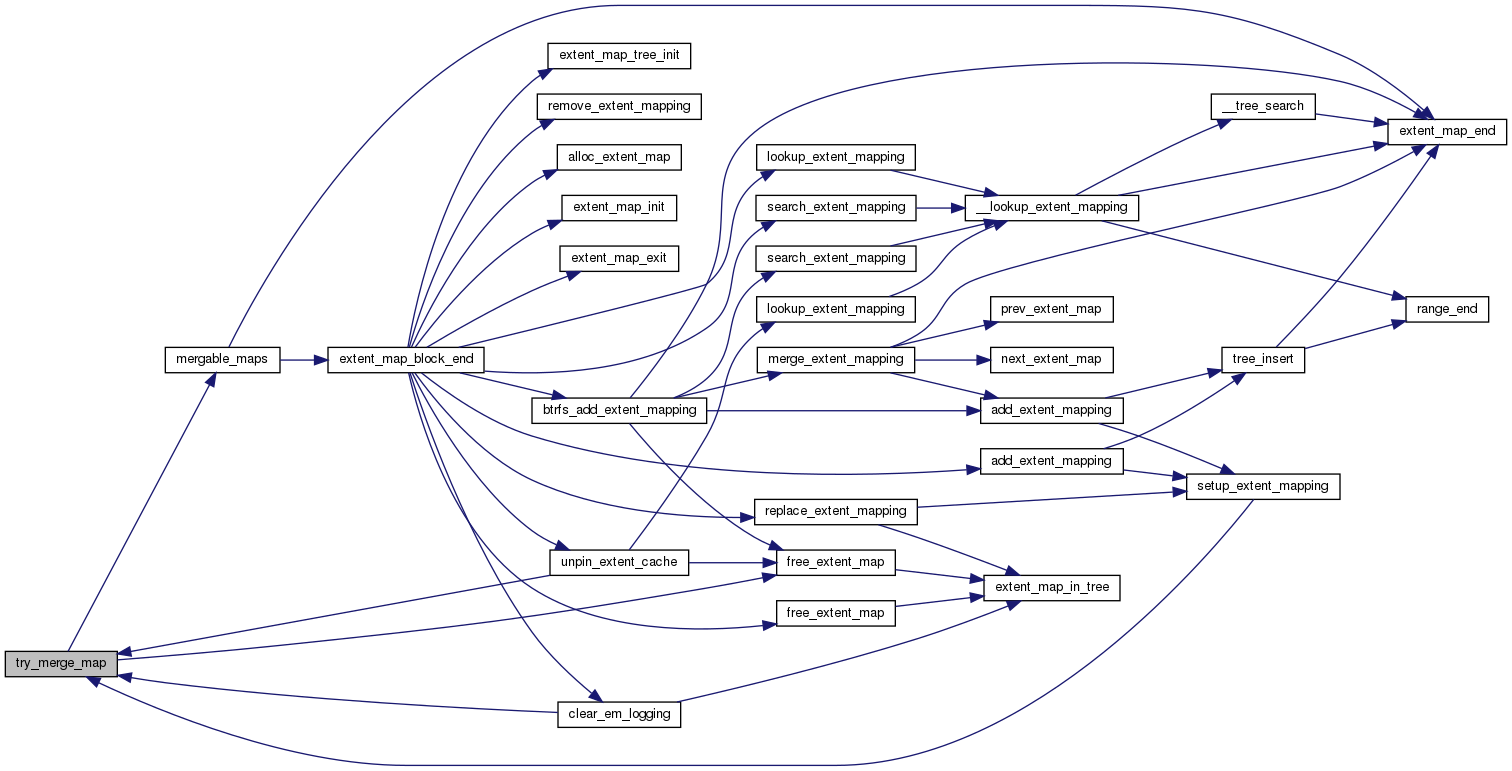 extent_map_tree_init
remove_extent_mapping
__tree_search
extent_map_end
alloc_extent_map
lookup_extent_mapping
extent_map_init
search_extent_mapping
__lookup_extent_mapping
extent_map_exit
search_extent_mapping
lookup_extent_mapping
prev_extent_map
range_end
mergable_maps
extent_map_block_end
merge_extent_mapping
next_extent_map
tree_insert
btrfs_add_extent_mapping
add_extent_mapping
add_extent_mapping
setup_extent_mapping
replace_extent_mapping
unpin_extent_cache
free_extent_map
extent_map_in_tree
free_extent_map
try_merge_map
clear_em_logging